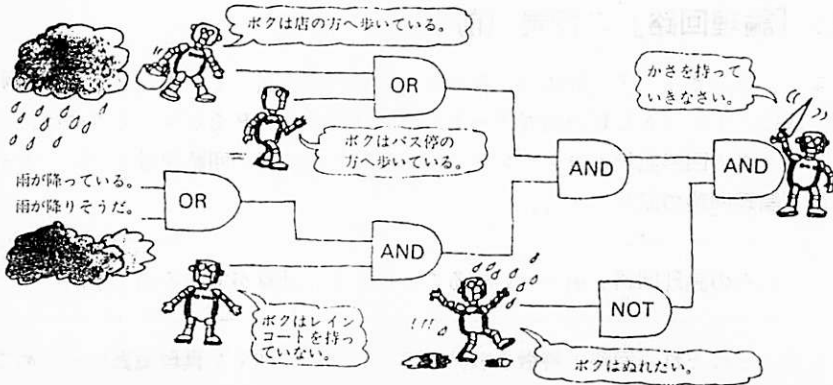 ボクは店の方へ歩いている。
OR
かさを持って
いきなさい。
ボクはバス停の
方へ歩いている。
AND
AND
雨が降っている。
雨が降りそうだ。
OR
AND
ボクはレイン
コートを持っ
ていない。
!!!
NOT
ボクはぬれたい。